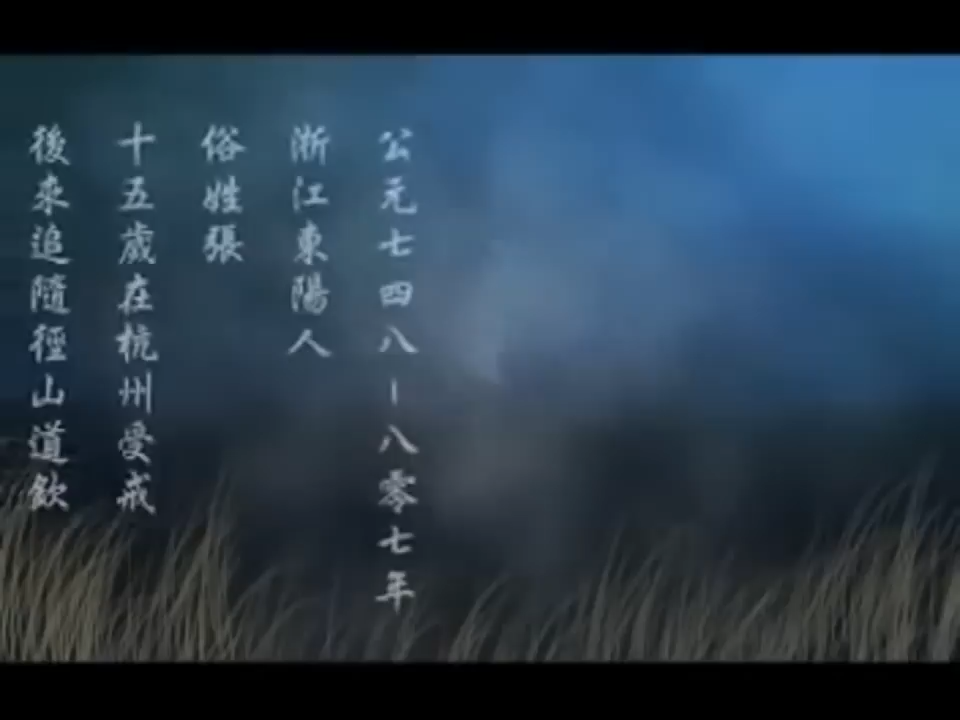 公元七四八－八零七年
浙江東陽人
俗姓張
十五歲在杭州受戒
後來追隨徑山道欽